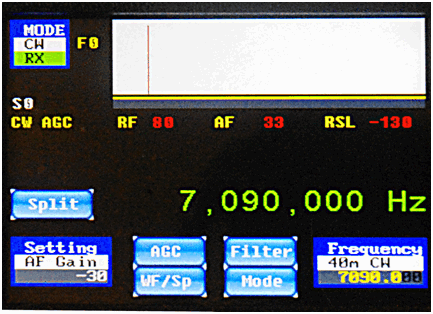 MODE
CW
RX
F0
S0
CW AGC RF 80 AF 33 RSL -130
Split
7,090,000 Hz
Setting
AF Gain
-30
AGC
Filter
WF/Sp
Mode
Frequency
40m CW
7090.000